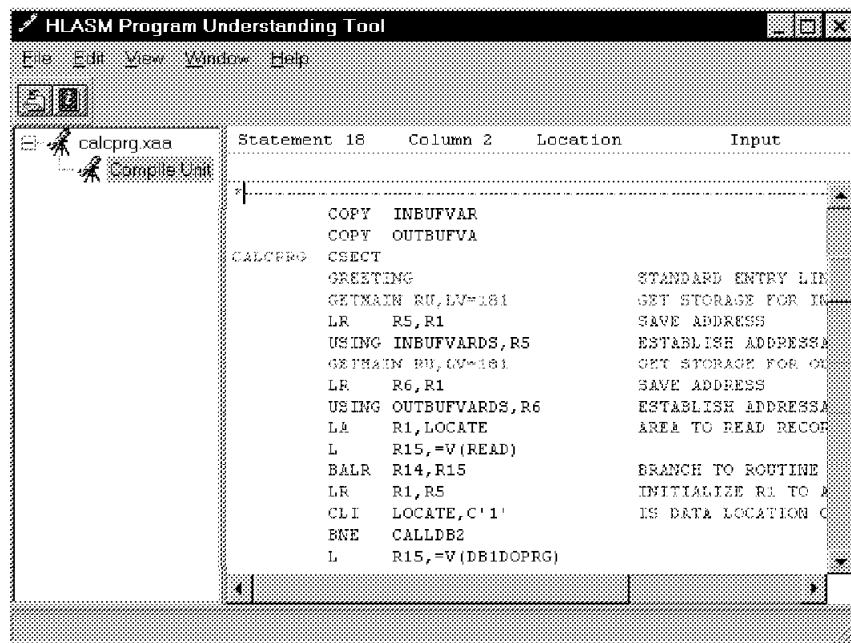 HLASM Program Understanding Tool
File Edit View Window Help
calcprg.xaa
Compile Unit
Statement 18 Column 2 Location Input
*
COPY INBUFVAR
COPY OUTBUFVA
CALCPRG CSECT
GREETING STANDARD ENTRY LIN
GETMAIN RU,LV=181 GET STORAGE FOR IN
LR R5,R1 SAVE ADDRESS
USING INBUFVARDS,R5 ESTABLISH ADDRESSA
GETMAIN RU,LV=181 GET STORAGE FOR OU
LR R6,R1 SAVE ADDRESS
USING OUTBUFVARDS,R6 ESTABLISH ADDRESSA
LA R1,LOCATE AREA TO READ RECOR
L R15,=V(READ)
BALR R14,R15 BRANCH TO ROUTINE
LR R1,R5 INITIALIZE R1 TO A
CLI LOCATE,C'1' IS DATA LOCATION O
BNE CALLDB2
L R15,=V(DB1DOPRG)